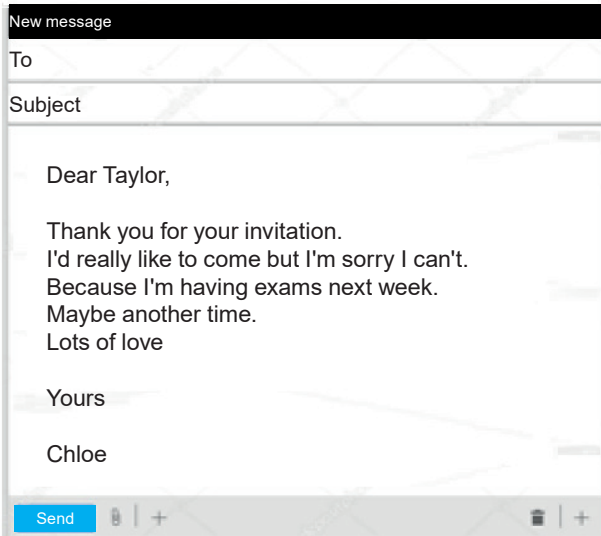 New message
To
Subject
Dear Taylor,
Thank you for your invitation.
I'd really like to come but I'm sorry I can't.
Because I'm having exams next week.
Maybe another time.
Lots of love
Yours
Chloe
Send